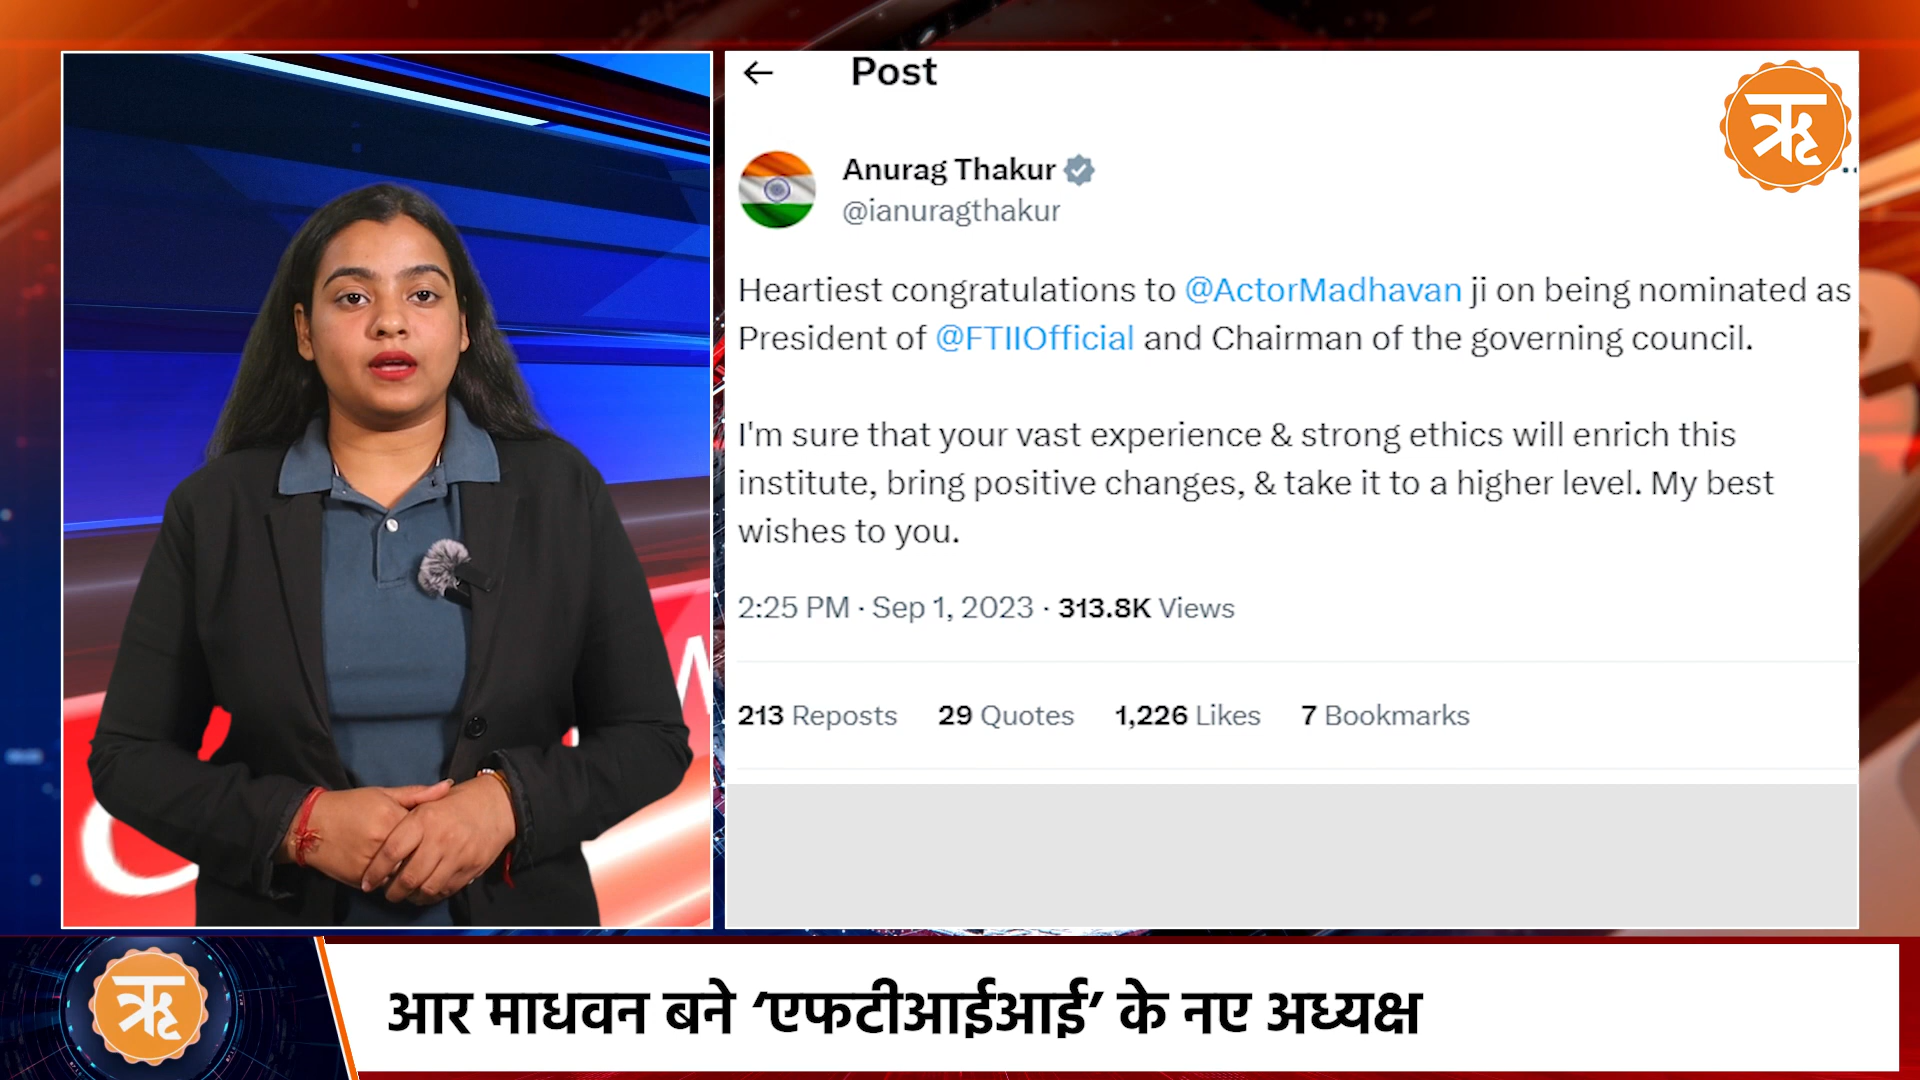 Post
ऋ
Anurag Thakur
@ianuragthakur
Heartiest congratulations to @ActorMadhavan ji on being nominated as
President of @FTIIOfficial and Chairman of the governing council.
I'm sure that your vast experience & strong ethics will enrich this
institute, bring positive changes, & take it to a higher level. My best
wishes to you.
2:25 PM · Sep 1, 2023 · 313.8K Views
213 Reposts 29 Quotes 1,226 Likes 7 Bookmarks
ऋ
आर माधवन बने ‘एफटीआईआई’ के नए अध्यक्ष